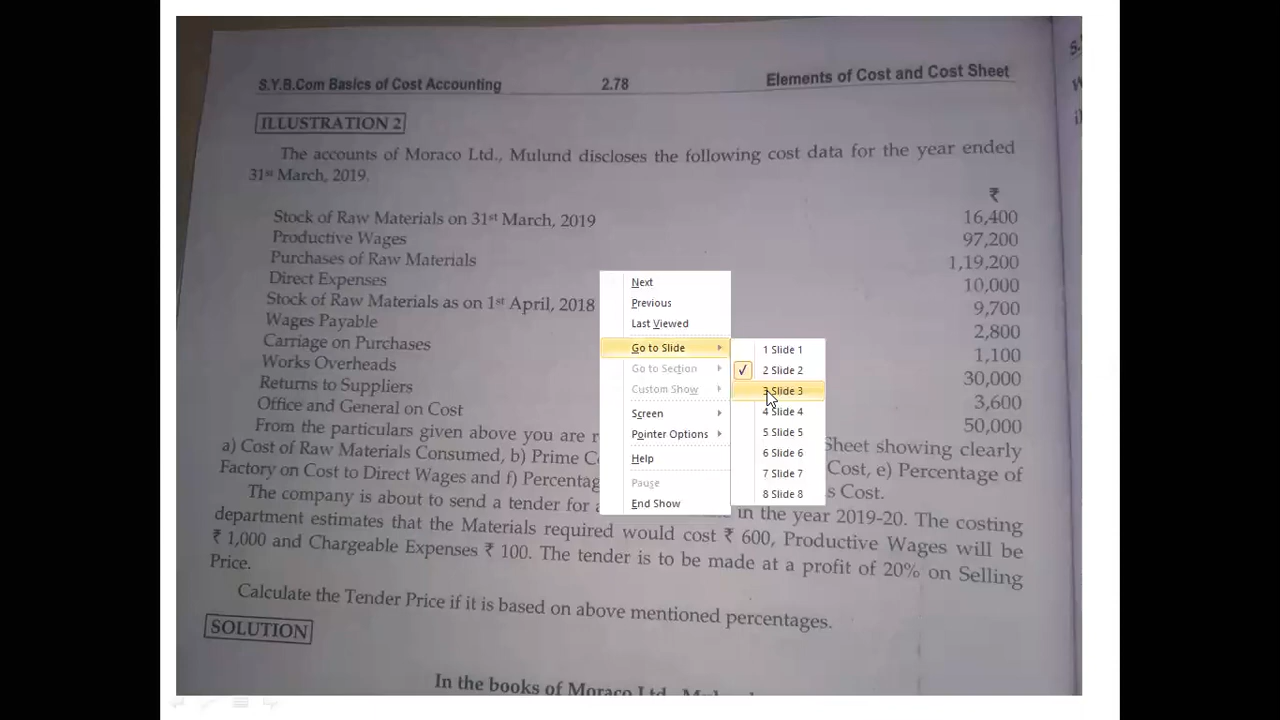 S.Y.B.Com Basics of Cost Accounting 2.78 Elements of Cost and Cost Sheet
ILLUSTRATION 2
The accounts of Moraco Ltd., Mulund discloses the following cost data for the year ended
31st March, 2019.
₹
Stock of Raw Materials on 31st March, 2019 16,400
Productive Wages 97,200
Purchases of Raw Materials 1,19,200
Direct Expenses 10,000
Stock of Raw Materials as on 1st April, 2018 9,700
Wages Payable 2,800
Carriage on Purchases 1,100
Works Overheads 30,000
Returns to Suppliers 3,600
Office and General on Cost 50,000
From the particulars given above you are Sheet showing clearly
a) Cost of Raw Materials Consumed, b) Prime Cost, e) Percentage of
Factory on Cost to Direct Wages and f) Cost.
The company is about to send a tender for in the year 2019-20. The costing
department estimates that the Materials required would cost ₹ 600, Productive Wages will be
₹ 1,000 and Chargeable Expenses ₹ 100. The tender is to be made at a profit of 20% on Selling
Price.
Calculate the Tender Price if it is based on above mentioned percentages.
SOLUTION
In the books of Moraco Ltd.,
Next
Previous
Last Viewed
Go to Slide
Go to Section
Custom Show
Screen
Pointer Options
Help
Pause
End Show
1 Slide 1
2 Slide 2
3 Slide 3
4 Slide 4
5 Slide 5
6 Slide 6
7 Slide 7
8 Slide 8